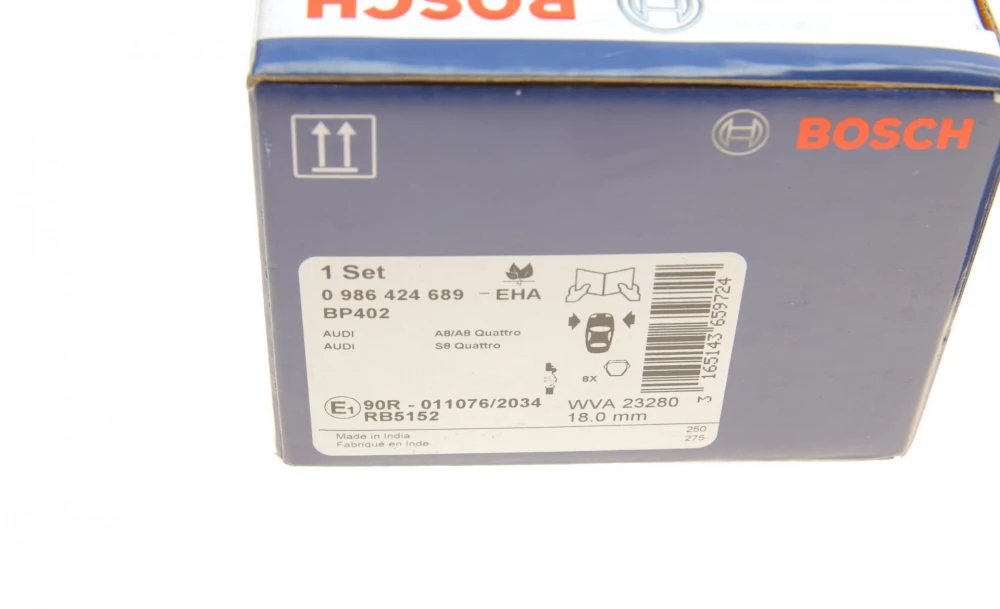 BOSCH
BOSCH
1 Set
0 986 424 689 - EHA
BP402
AUDI A8/A8 Quattro
AUDI S8 Quattro
8X
E1 90R - 011076/2034
RB5152
WVA 23280
18.0 mm
3 165143 659724
Made in India
Fabriqué en Inde
250
275